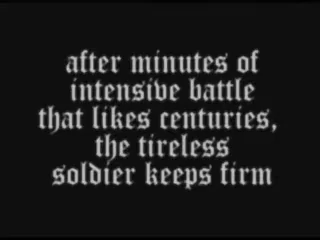 after minutes of
intensive battle
that likes centuries,
the tireless
soldier keeps firm